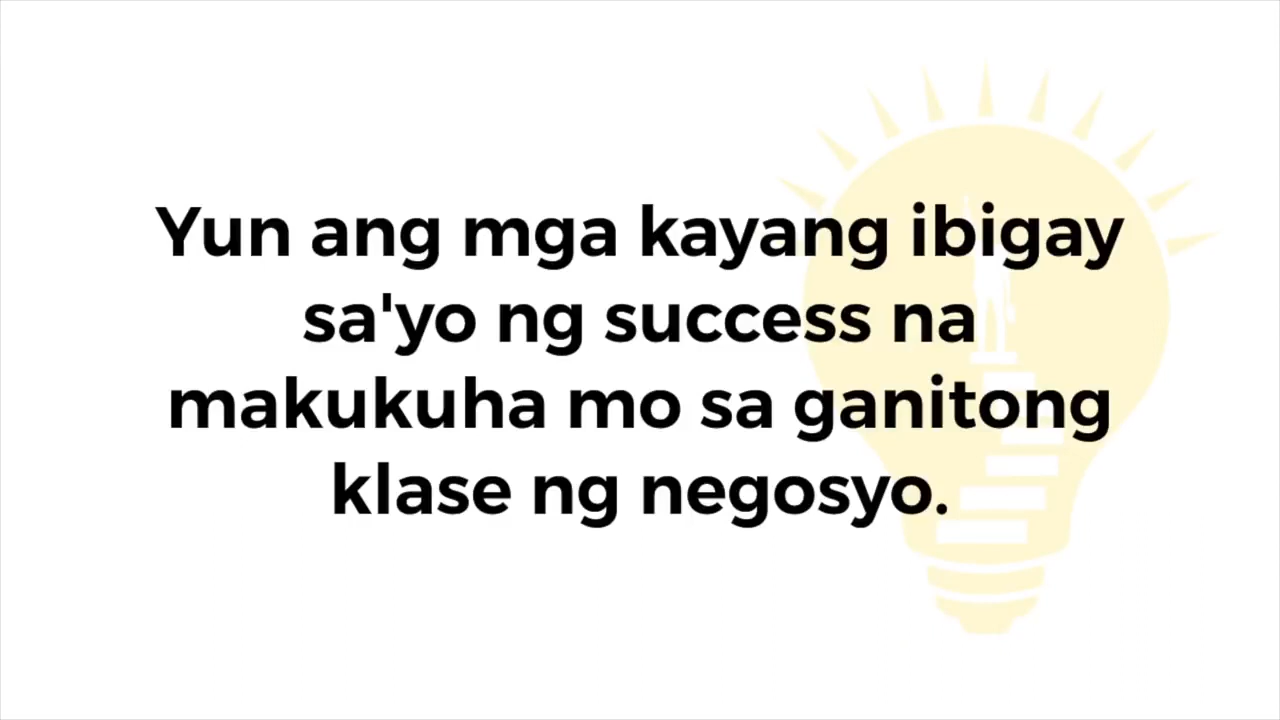 Yun ang mga kayang ibigay
sa'yo ng success na
makukuha mo sa ganitong
klase ng negosyo.